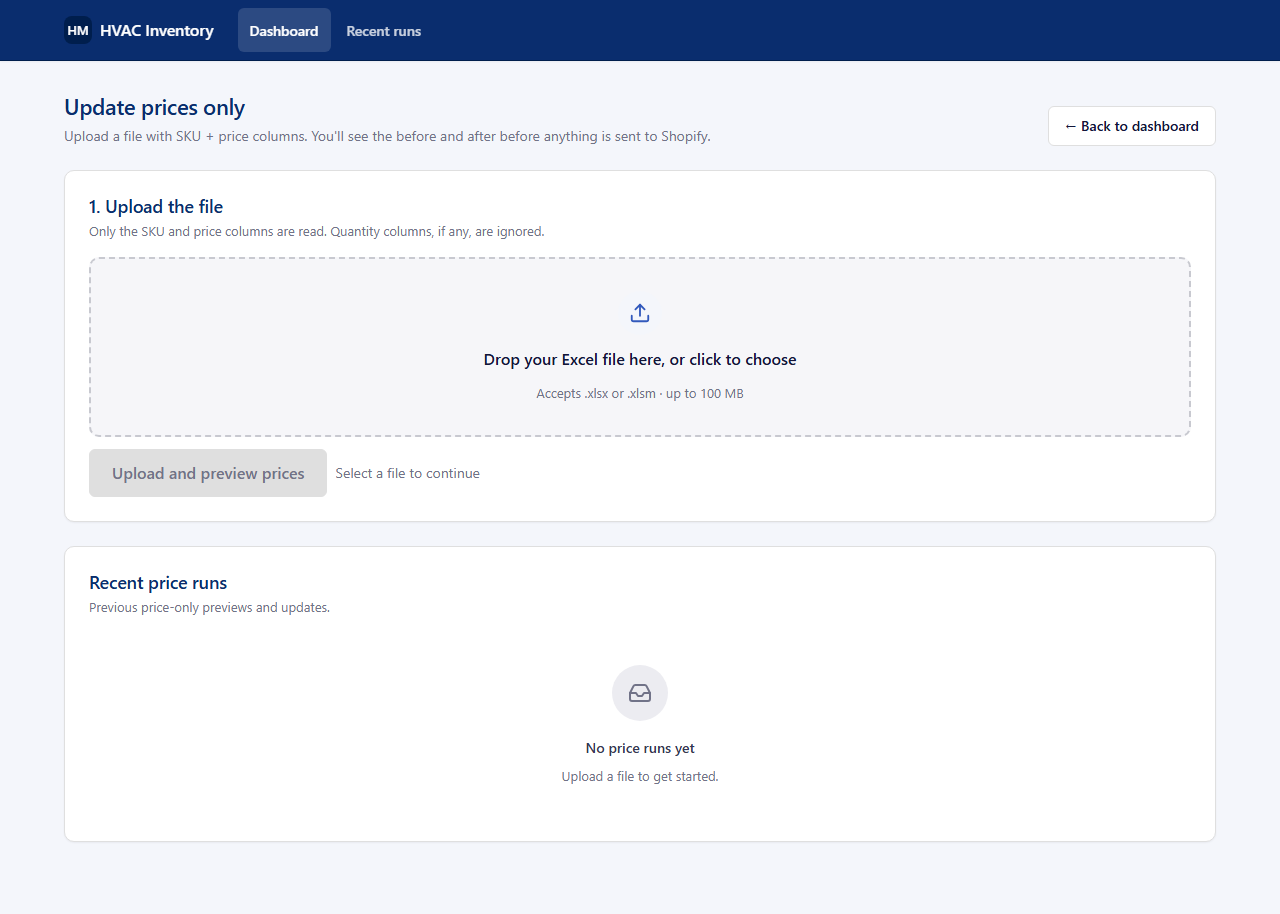 HM HVAC Inventory Dashboard Recent runs
Update prices only
Upload a file with SKU + price columns. You'll see the before and after before anything is sent to Shopify.
← Back to dashboard
1. Upload the file
Only the SKU and price columns are read. Quantity columns, if any, are ignored.
Drop your Excel file here, or click to choose
Accepts .xlsx or .xlsm · up to 100 MB
Upload and preview prices Select a file to continue
Recent price runs
Previous price-only previews and updates.
No price runs yet
Upload a file to get started.